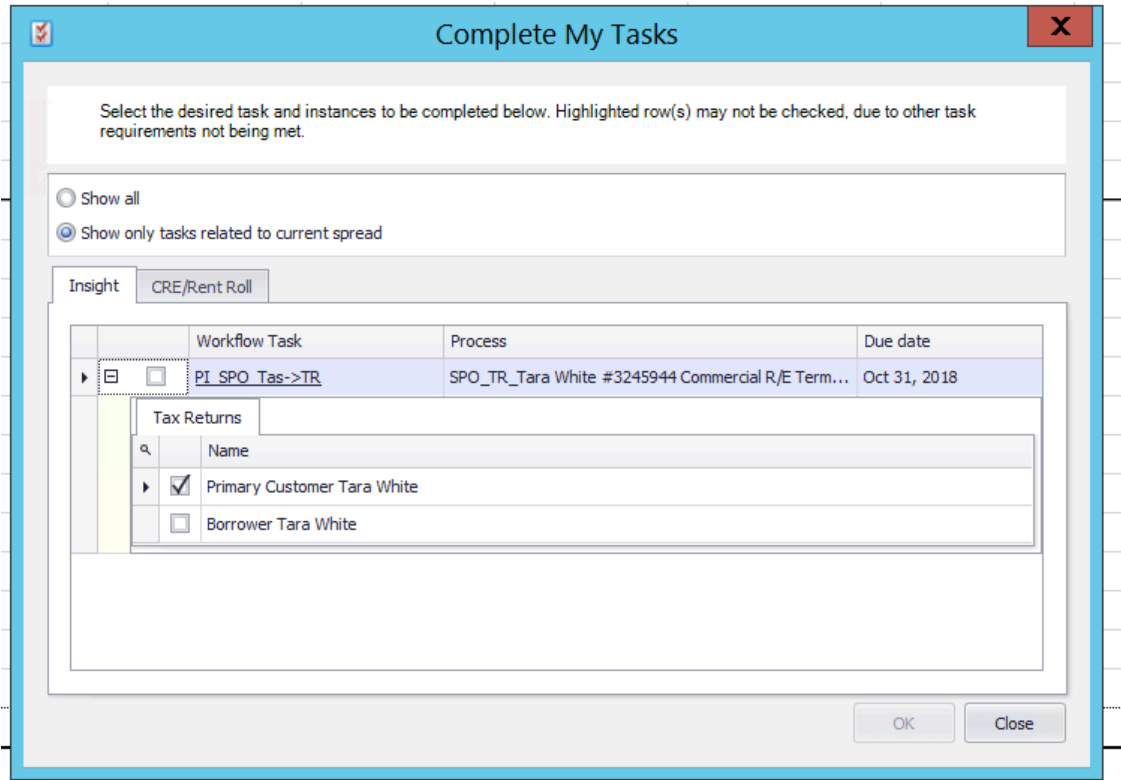 Complete My Tasks
X
Select the desired task and instances to be completed below. Highlighted row(s) may not be checked, due to other task
requirements not being met.
Show all
Show only tasks related to current spread
Insight CRE/Rent Roll
Workflow Task Process Due date
PI_SPO_Tas->TR SPO_TR_Tara White #3245944 Commercial R/E Term... Oct 31, 2018
Tax Returns
Name
Primary Customer Tara White
Borrower Tara White
OK Close